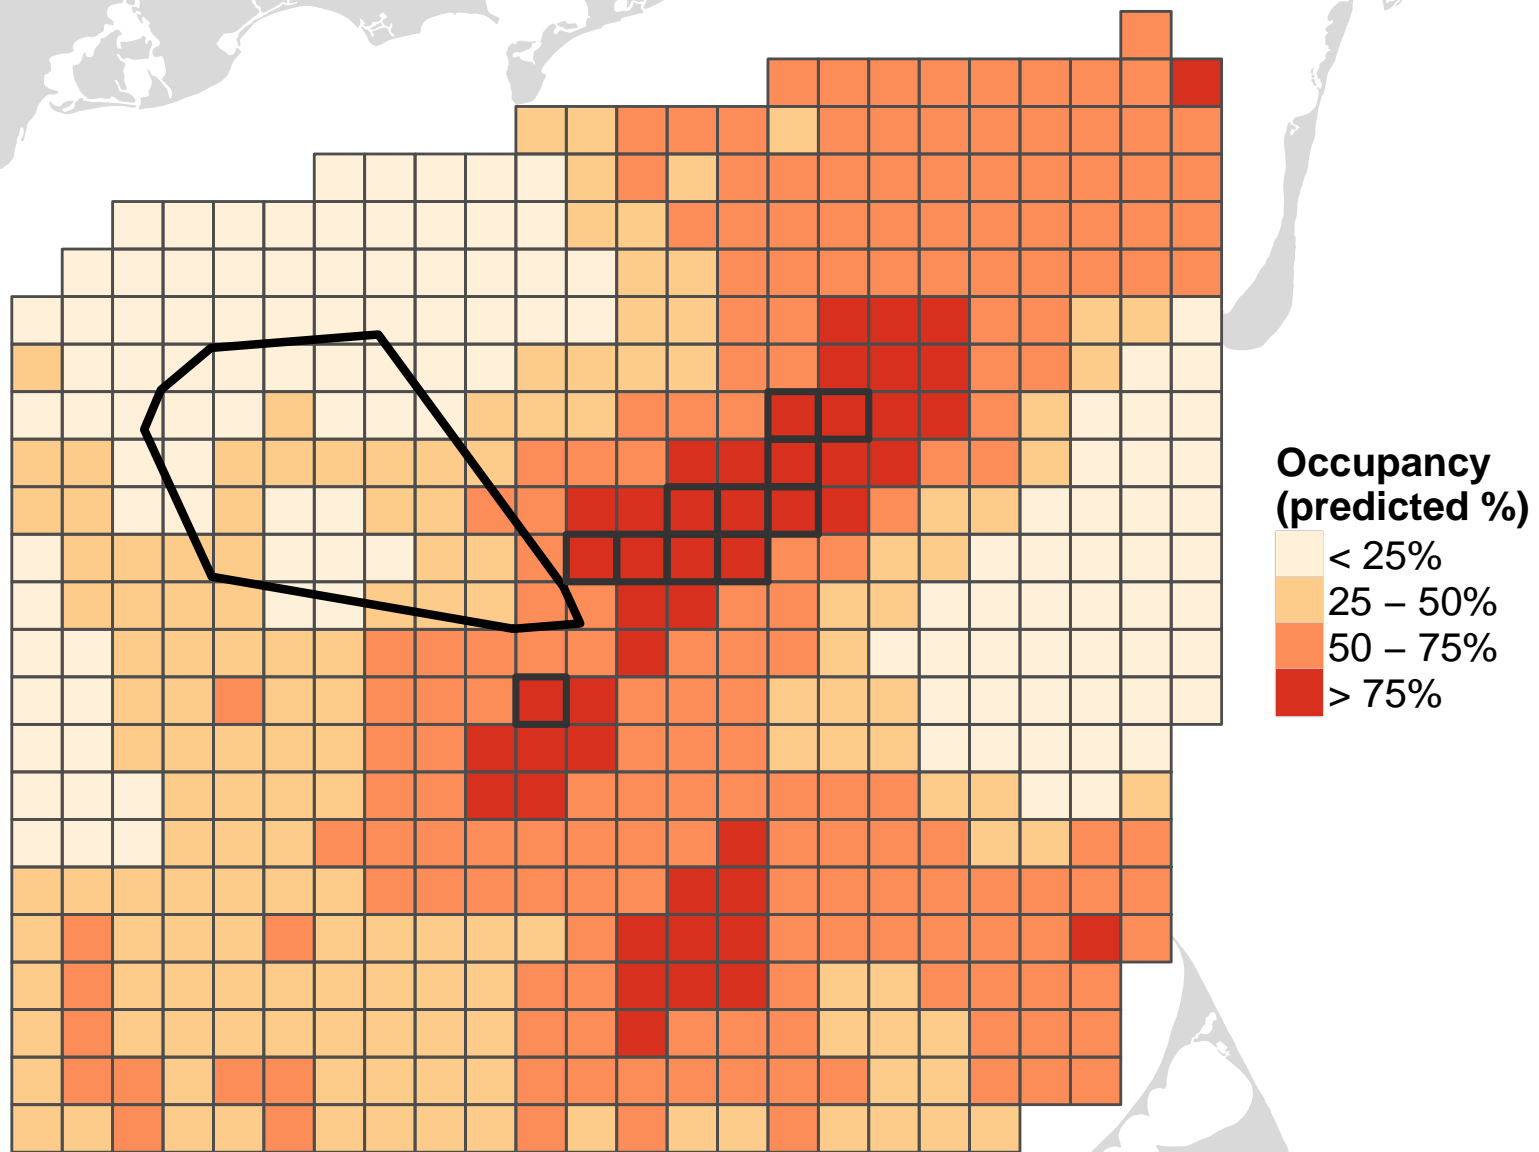 Occupancy
(predicted %)
< 25%
25 – 50%
50 – 75%
> 75%